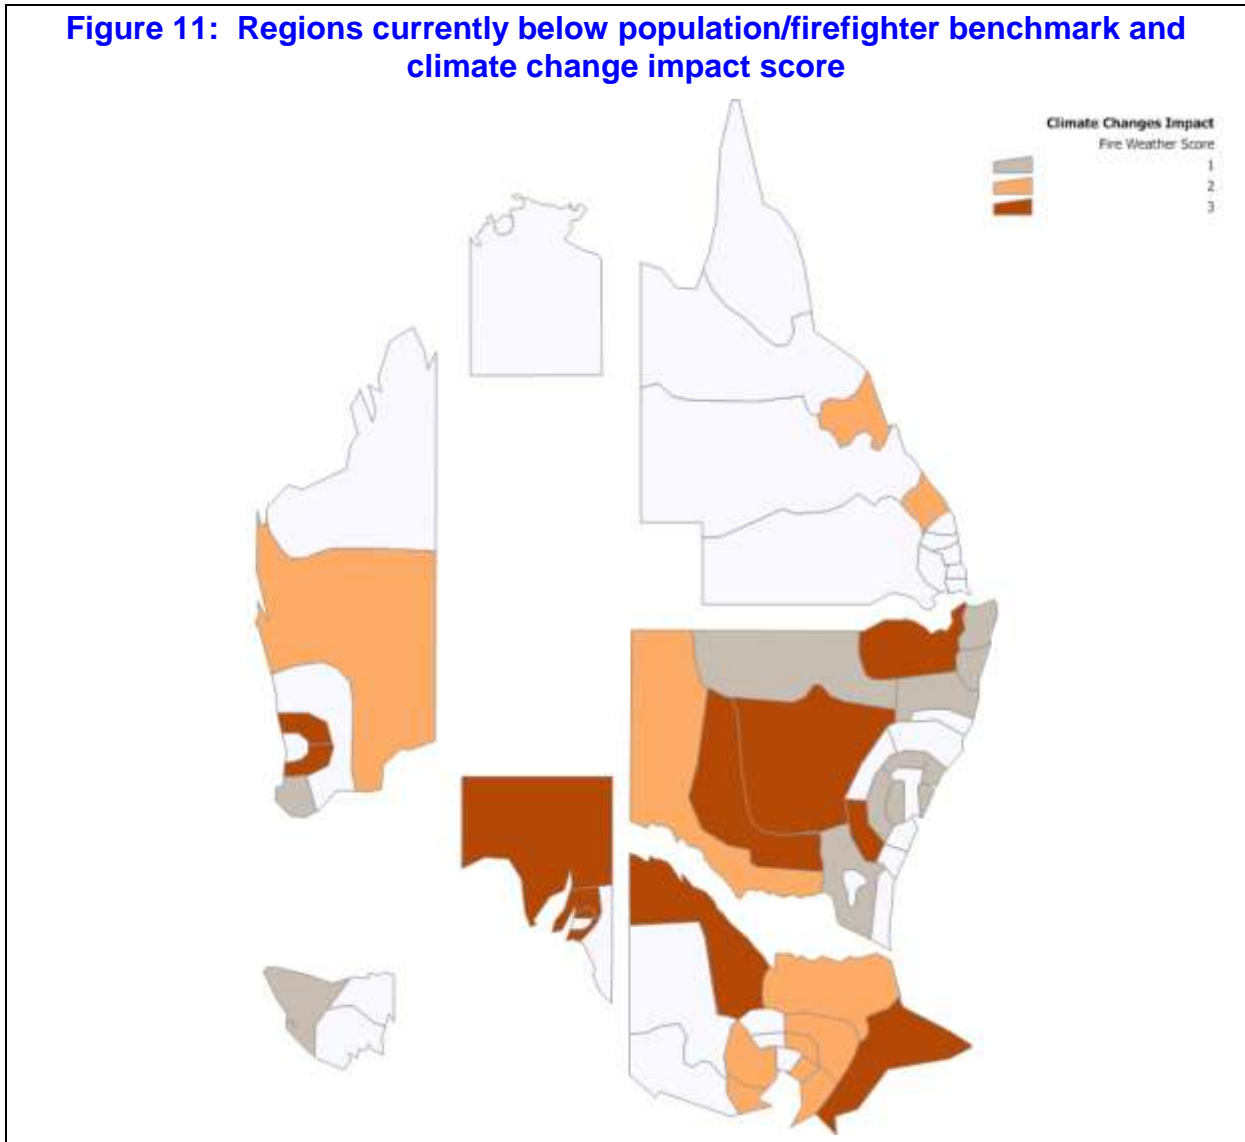 Figure 11:  Regions currently below population/firefighter benchmark and
climate change impact score
Climate Changes Impact
Fire Weather Score
1
2
3